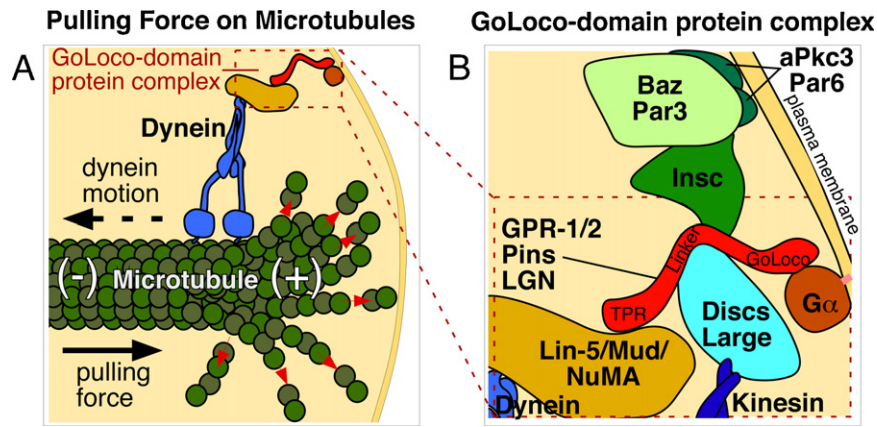 Pulling Force on Microtubules
A
GoLoco-domain
protein complex
Dynein
dynein
motion
(-) Microtubule (+)
pulling
force
GoLoco-domain protein complex
B
aPkc3
Par6
Baz
Par3
plasma membrane
Insc
GPR-1/2
Pins
LGN
Linker
GoLoco
TPR
Gα
Discs
Large
Lin-5/Mud/
NuMA
Dynein
Kinesin